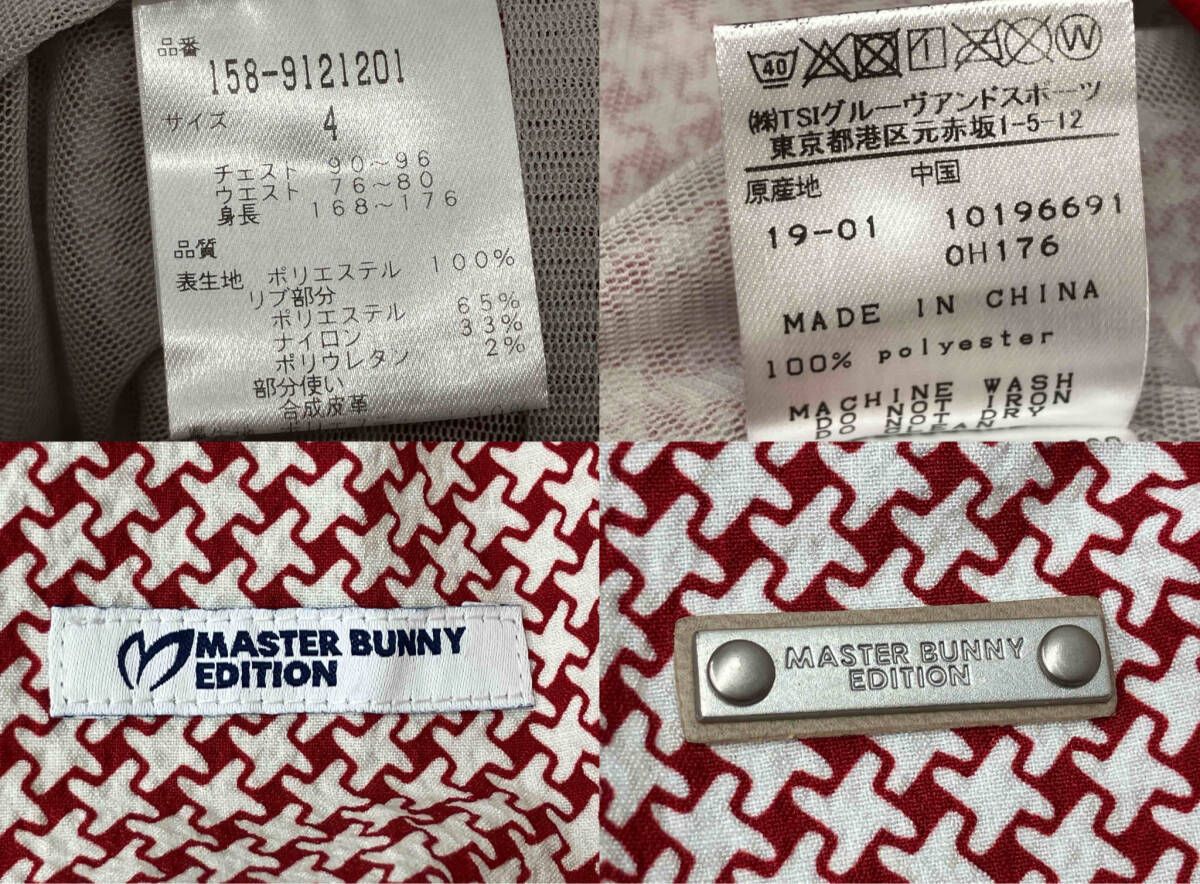 品番
158-9121201
サイズ 4
チェスト 90～96
ウエスト 76～80
身長 168～176
品質
表生地 ポリエステル 100%
リブ部分
ポリエステル 65%
ナイロン 33%
ポリウレタン 2%
部分使い
合成皮革
40
W
㈱TSIグルーヴアンドスポーツ
東京都港区元赤坂1-5-12
原産地 中国
19-01 10196691
0H176
MADE IN CHINA
100% polyester
MACHINE WASH
DO NOT IRON
MASTER BUNNY
EDITION
MASTER BUNNY
EDITION